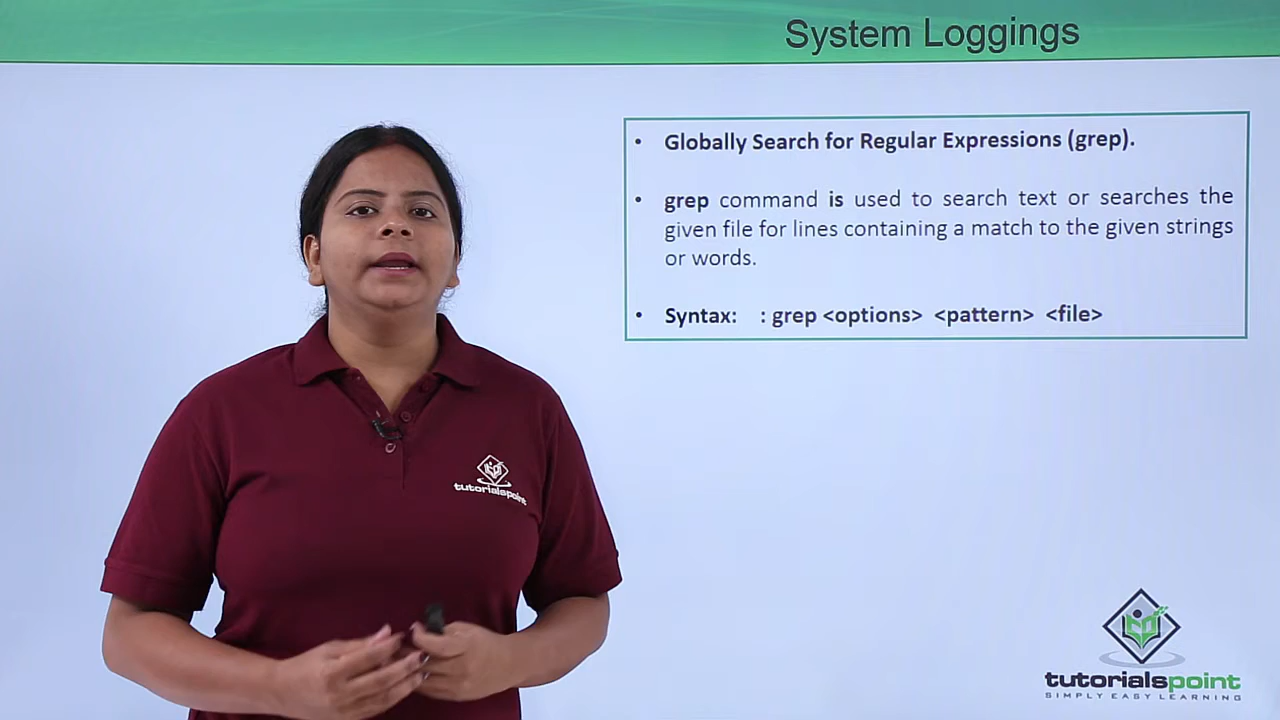 System Loggings
• Globally Search for Regular Expressions (grep).
• grep command is used to search text or searches the
given file for lines containing a match to the given strings
or words.
• Syntax: : grep <options> <pattern> <file>
tutorialspoint
tutorialspoint
SIMPLY EASY LEARNING